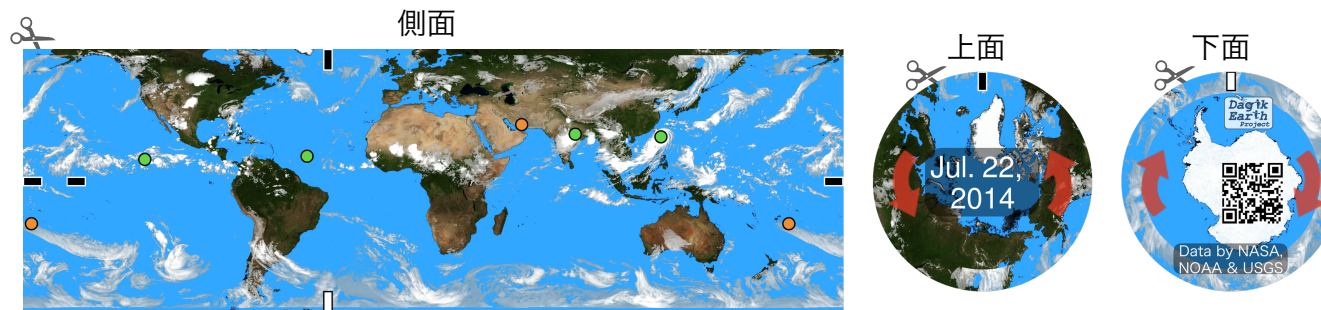 側面
上面
下面
Jul. 22,
2014
Dagik
Earth
Project
Data by NASA,
NOAA & USGS